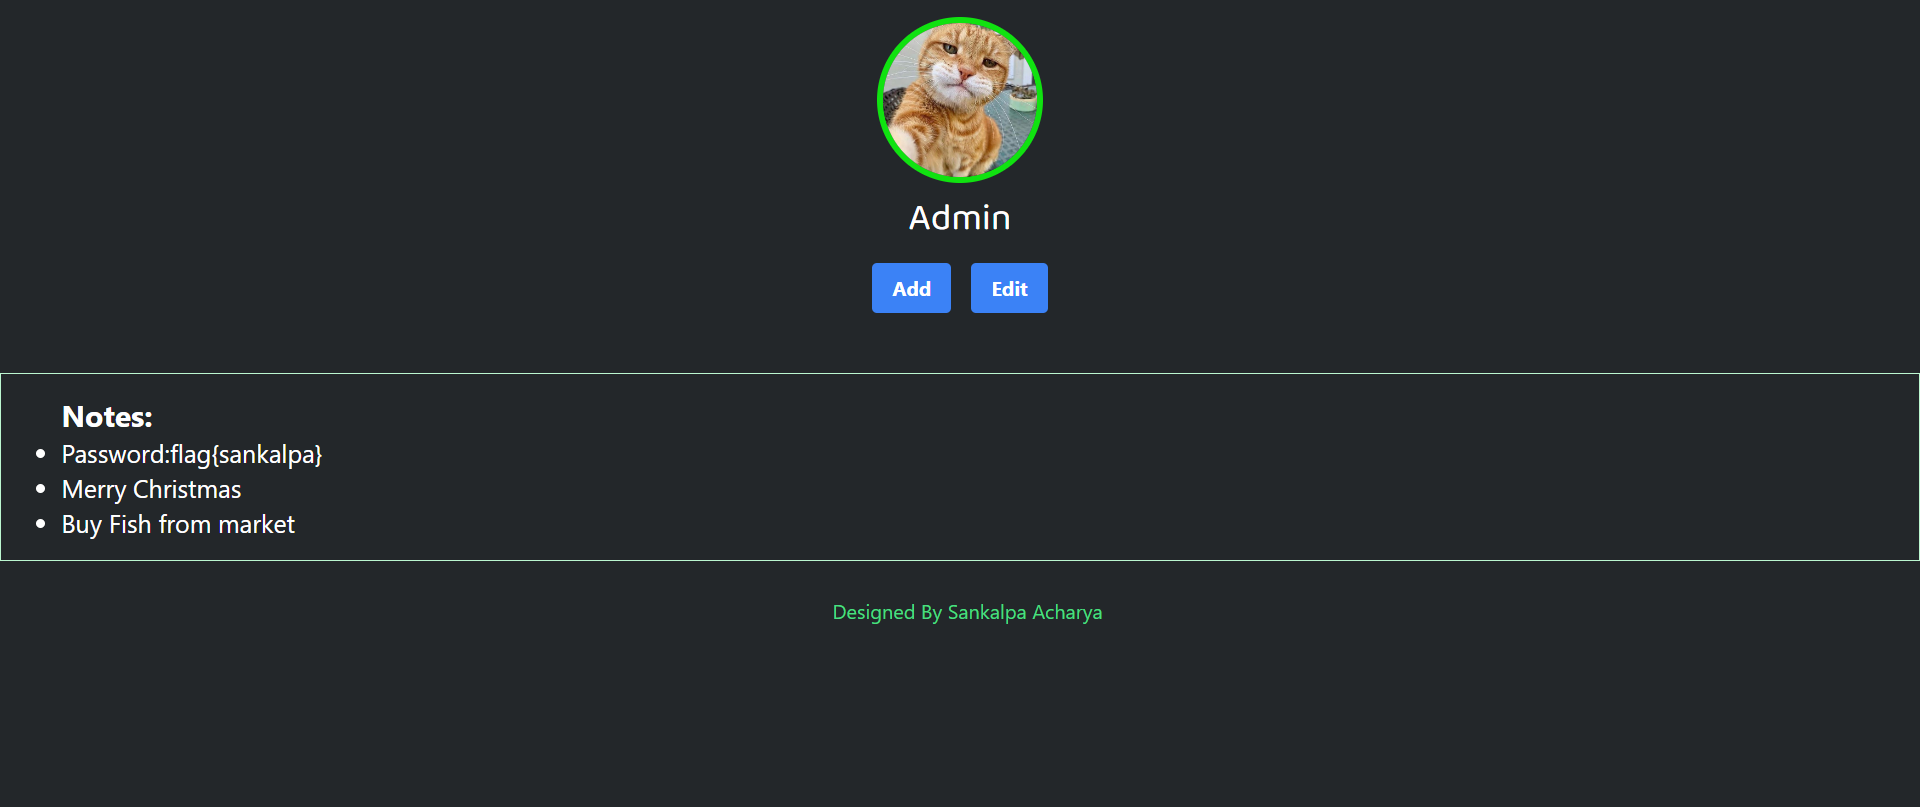 Admin
Add Edit
Notes:
Password:flag{sankalpa}
Merry Christmas
Buy Fish from market
Designed By Sankalpa Acharya